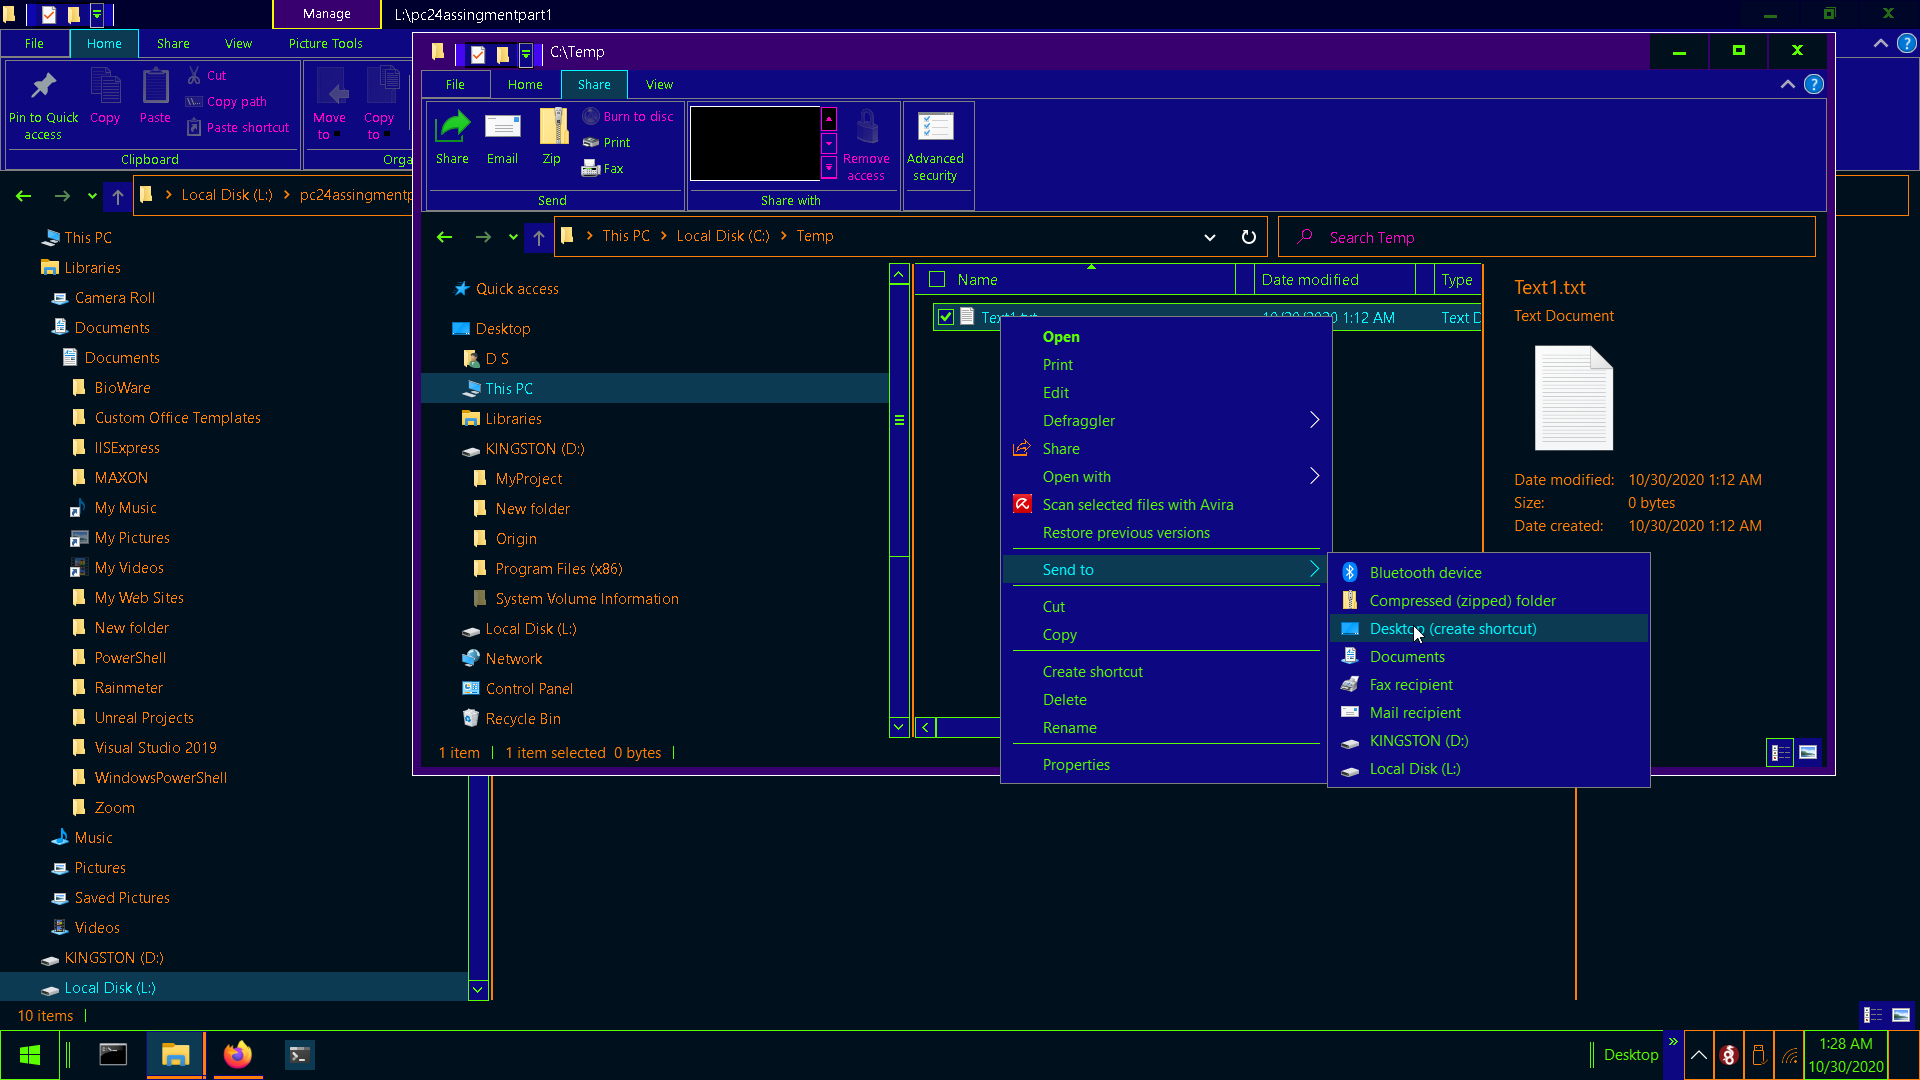 Manage
L:\pc24assingmentpart1
File
Home
Share
View
Picture Tools
Pin to Quick access
Copy
Paste
Cut
Copy path
Paste shortcut
Clipboard
Move to
Copy to
Orga
Local Disk (L:) > pc24assingmentp
This PC
Libraries
Camera Roll
Documents
Documents
BioWare
Custom Office Templates
IISExpress
MAXON
My Music
My Pictures
My Videos
My Web Sites
New folder
PowerShell
Rainmeter
Unreal Projects
Visual Studio 2019
WindowsPowerShell
Zoom
Music
Pictures
Saved Pictures
Videos
KINGSTON (D:)
Local Disk (L:)
10 items
C:\Temp
File
Home
Share
View
Share
Email
Zip
Burn to disc
Print
Fax
Send
Remove access
Share with
Advanced security
This PC > Local Disk (C:) > Temp
Search Temp
Quick access
Desktop
D S
This PC
Libraries
KINGSTON (D:)
MyProject
New folder
Origin
Program Files (x86)
System Volume Information
Local Disk (L:)
Network
Control Panel
Recycle Bin
1 item
1 item selected 0 bytes
Name
Date modified
Type
Text1.txt
10/30/2020 1:12 AM
Text D
Text1.txt
Text Document
Date modified: 10/30/2020 1:12 AM
Size: 0 bytes
Date created: 10/30/2020 1:12 AM
Open
Print
Edit
Defraggler
Share
Open with
Scan selected files with Avira
Restore previous versions
Send to
Cut
Copy
Create shortcut
Delete
Rename
Properties
Bluetooth device
Compressed (zipped) folder
Desktop (create shortcut)
Documents
Fax recipient
Mail recipient
KINGSTON (D:)
Local Disk (L:)
Desktop
1:28 AM
10/30/2020